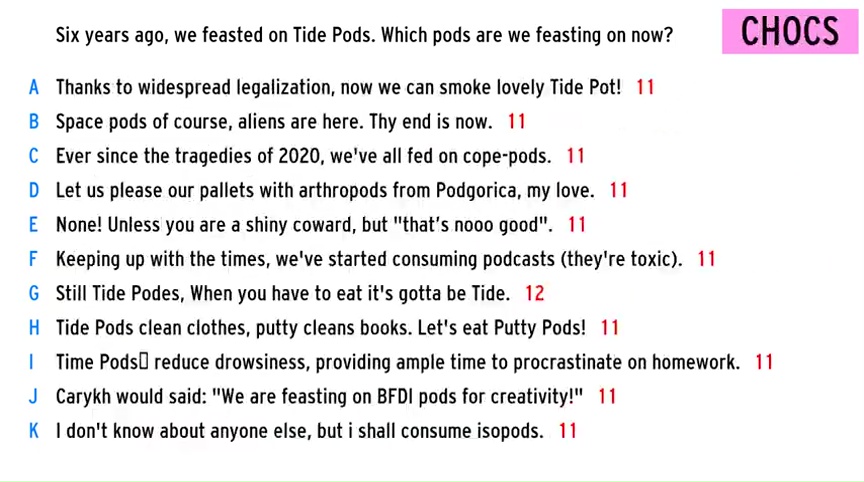 Six years ago, we feasted on Tide Pods. Which pods are we feasting on now?
CHOCS
A Thanks to widespread legalization, now we can smoke lovely Tide Pot! 11
B Space pods of course, aliens are here. Thy end is now. 11
C Ever since the tragedies of 2020, we've all fed on cope-pods. 11
D Let us please our pallets with arthropods from Podgorica, my love. 11
E None! Unless you are a shiny coward, but "that's nooo good". 11
F Keeping up with the times, we've started consuming podcasts (they're toxic). 11
G Still Tide Podes, When you have to eat it's gotta be Tide. 12
H Tide Pods clean clothes, putty cleans books. Let's eat Putty Pods! 11
I Time Pods▯ reduce drowsiness, providing ample time to procrastinate on homework. 11
J Carykh would said: "We are feasting on BFDI pods for creativity!" 11
K I don't know about anyone else, but i shall consume isopods. 11